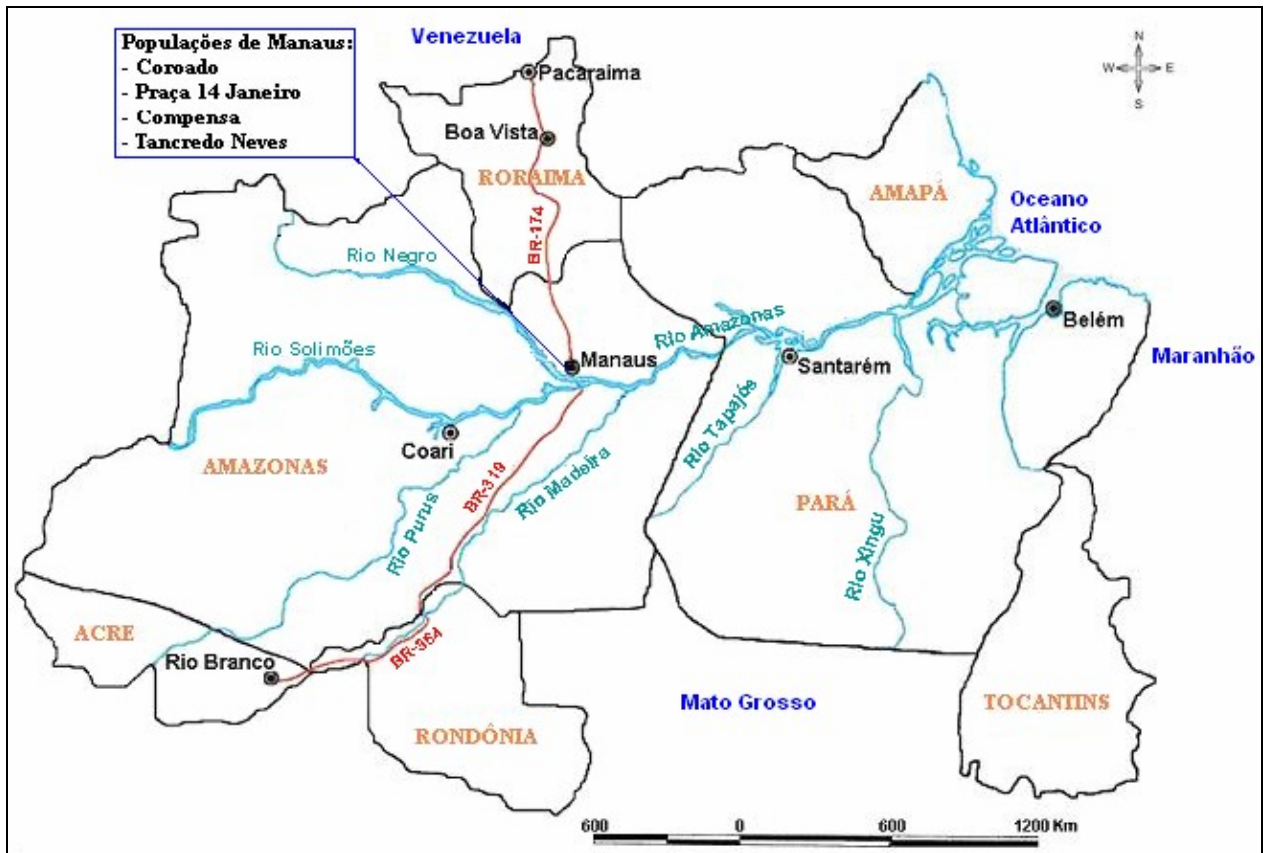 Populações de Manaus:
- Coroado
- Praça 14 Janeiro
- Compensa
- Tancredo Neves
Venezuela
N
W
E
S
Pacaraima
Boa Vista
RORAIMA
AMAPÁ
Oceano
Atlântico
BR-174
Rio Negro
Rio Solimões
Manaus
Rio Amazonas
Santarém
Belém
Maranhão
Coari
AMAZONAS
Rio Purus
BR-319
Rio Madeira
Rio Tapajós
PARÁ
Rio Xingu
ACRE
Rio Branco
BR-364
RONDÔNIA
Mato Grosso
TOCANTINS
600
0
600
1200 Km